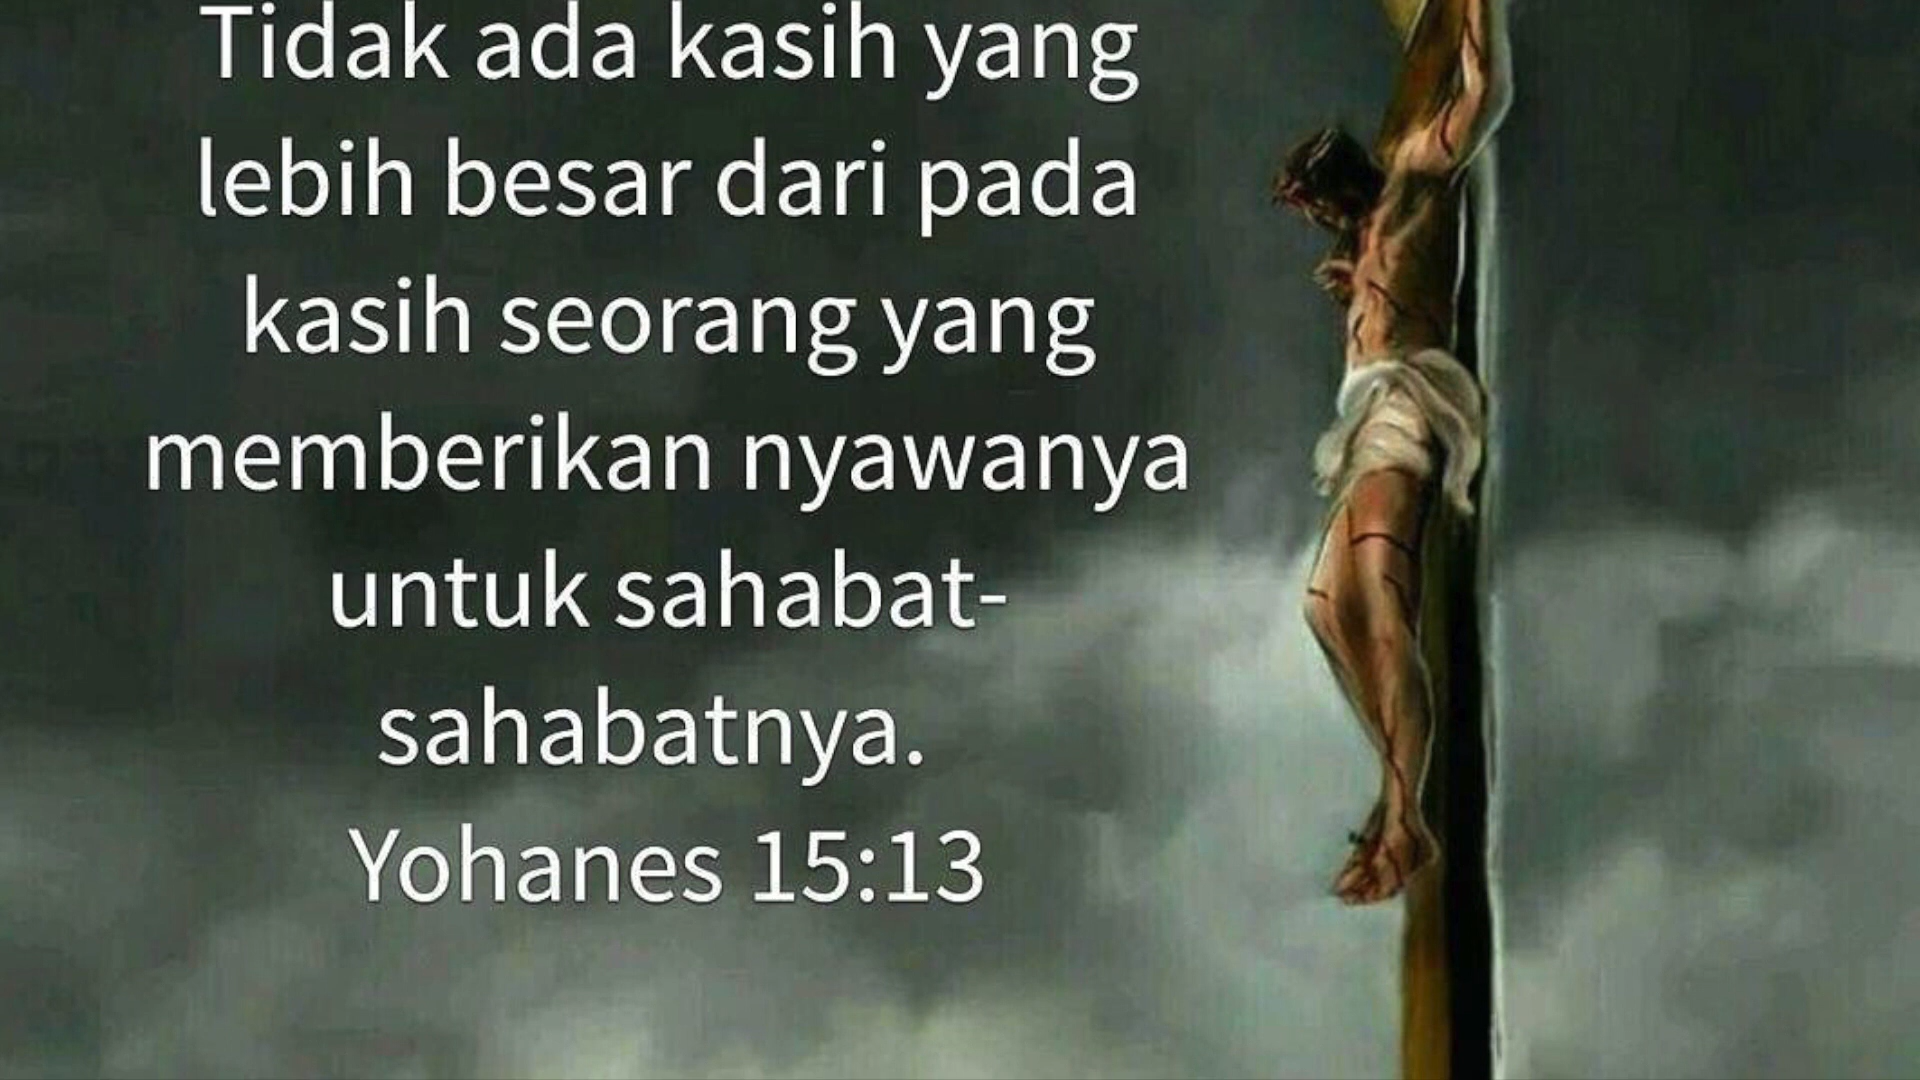 Tidak ada kasih yang
lebih besar dari pada
kasih seorang yang
memberikan nyawanya
untuk sahabat-
sahabatnya.
Yohanes 15:13